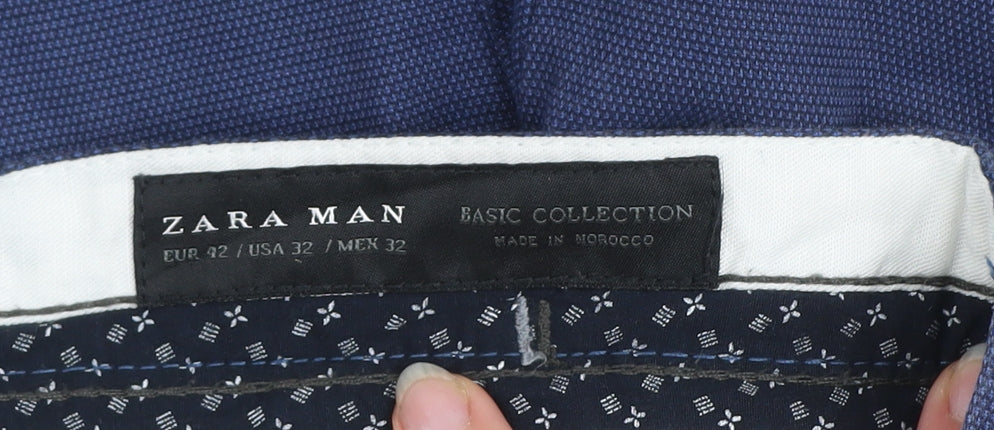 ZARA MAN
EUR 42 / USA 32 / MEX 32
BASIC COLLECTION
MADE IN MOROCCO